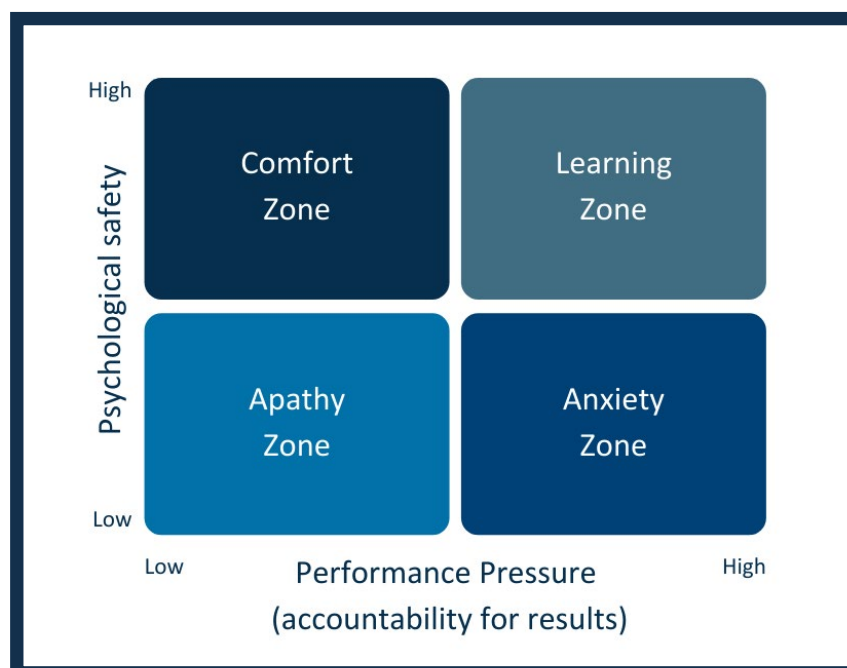 High
Comfort
Zone
Learning
Zone
Psychological safety
Apathy
Zone
Anxiety
Zone
Low
Low
High
Performance Pressure
(accountability for results)